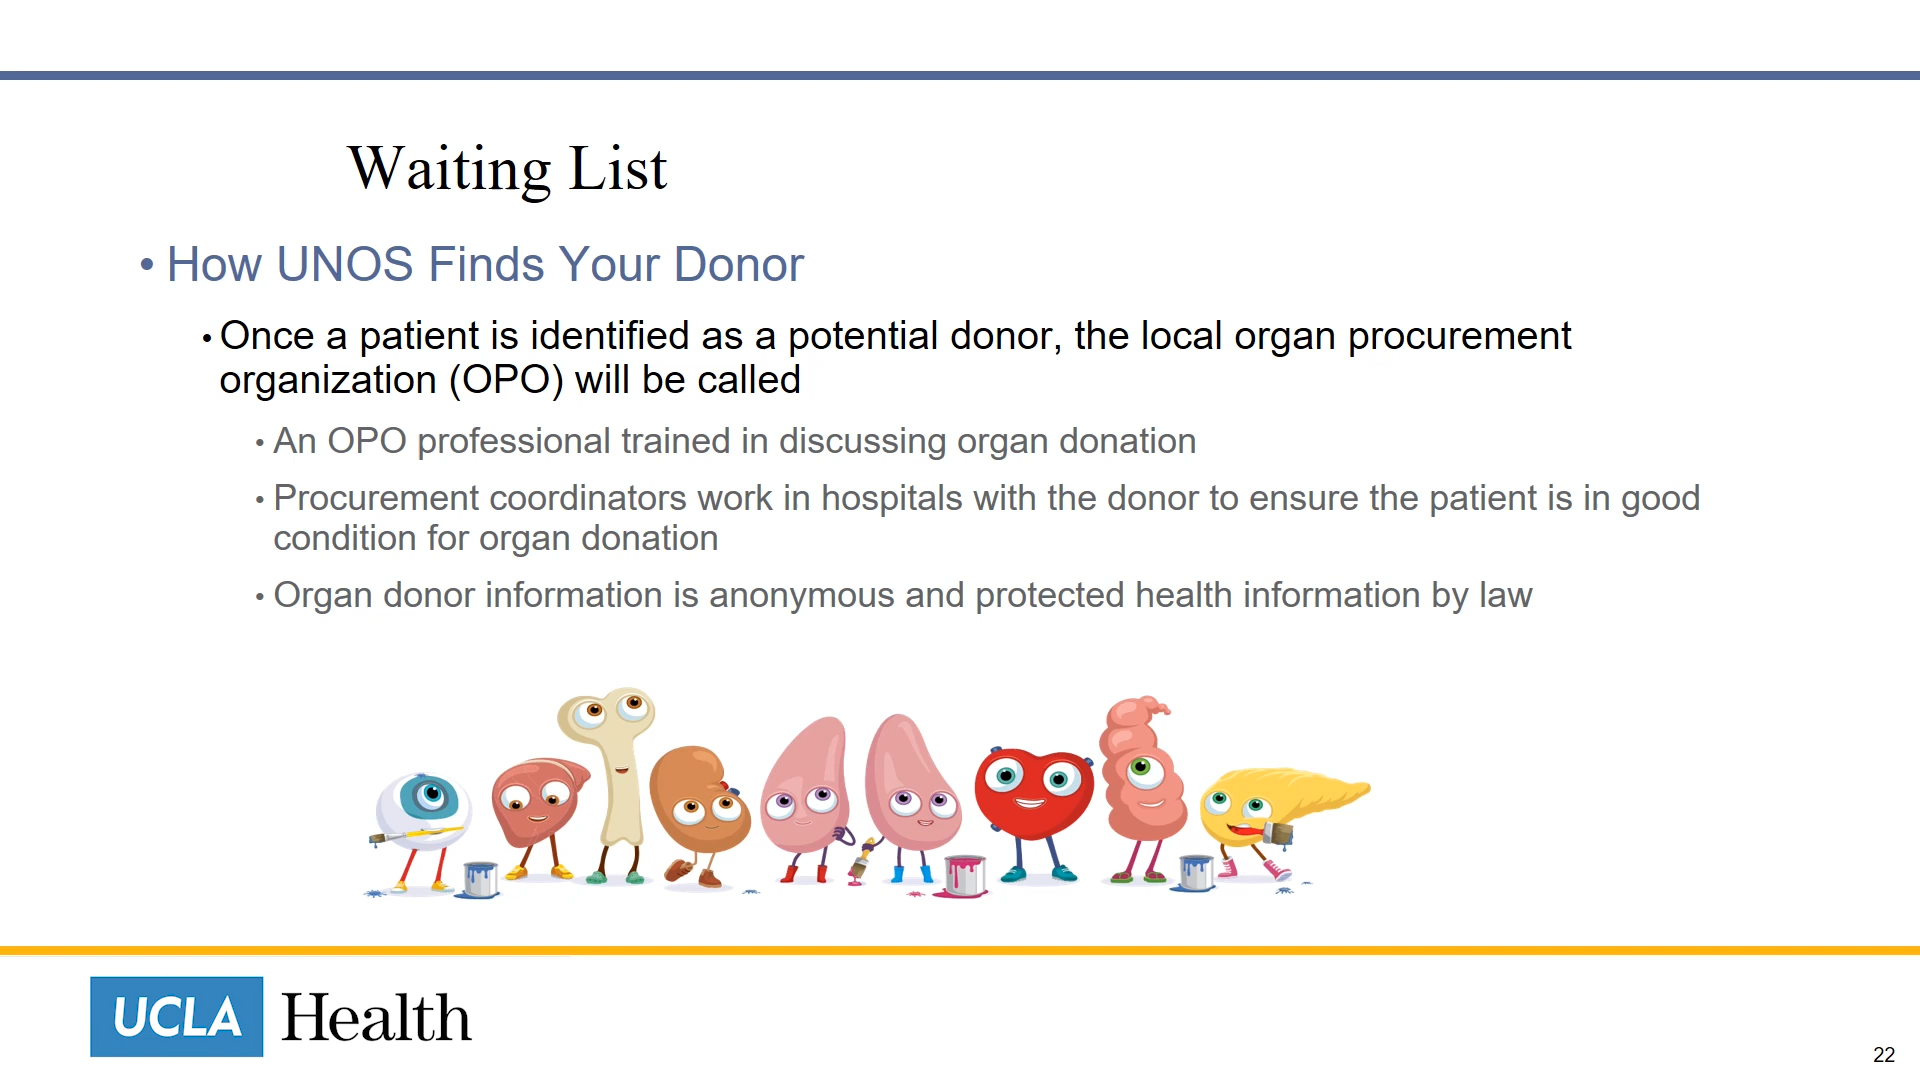 Waiting List
• How UNOS Finds Your Donor
• Once a patient is identified as a potential donor, the local organ procurement
organization (OPO) will be called
• An OPO professional trained in discussing organ donation
• Procurement coordinators work in hospitals with the donor to ensure the patient is in good
condition for organ donation
• Organ donor information is anonymous and protected health information by law
UCLA Health
22